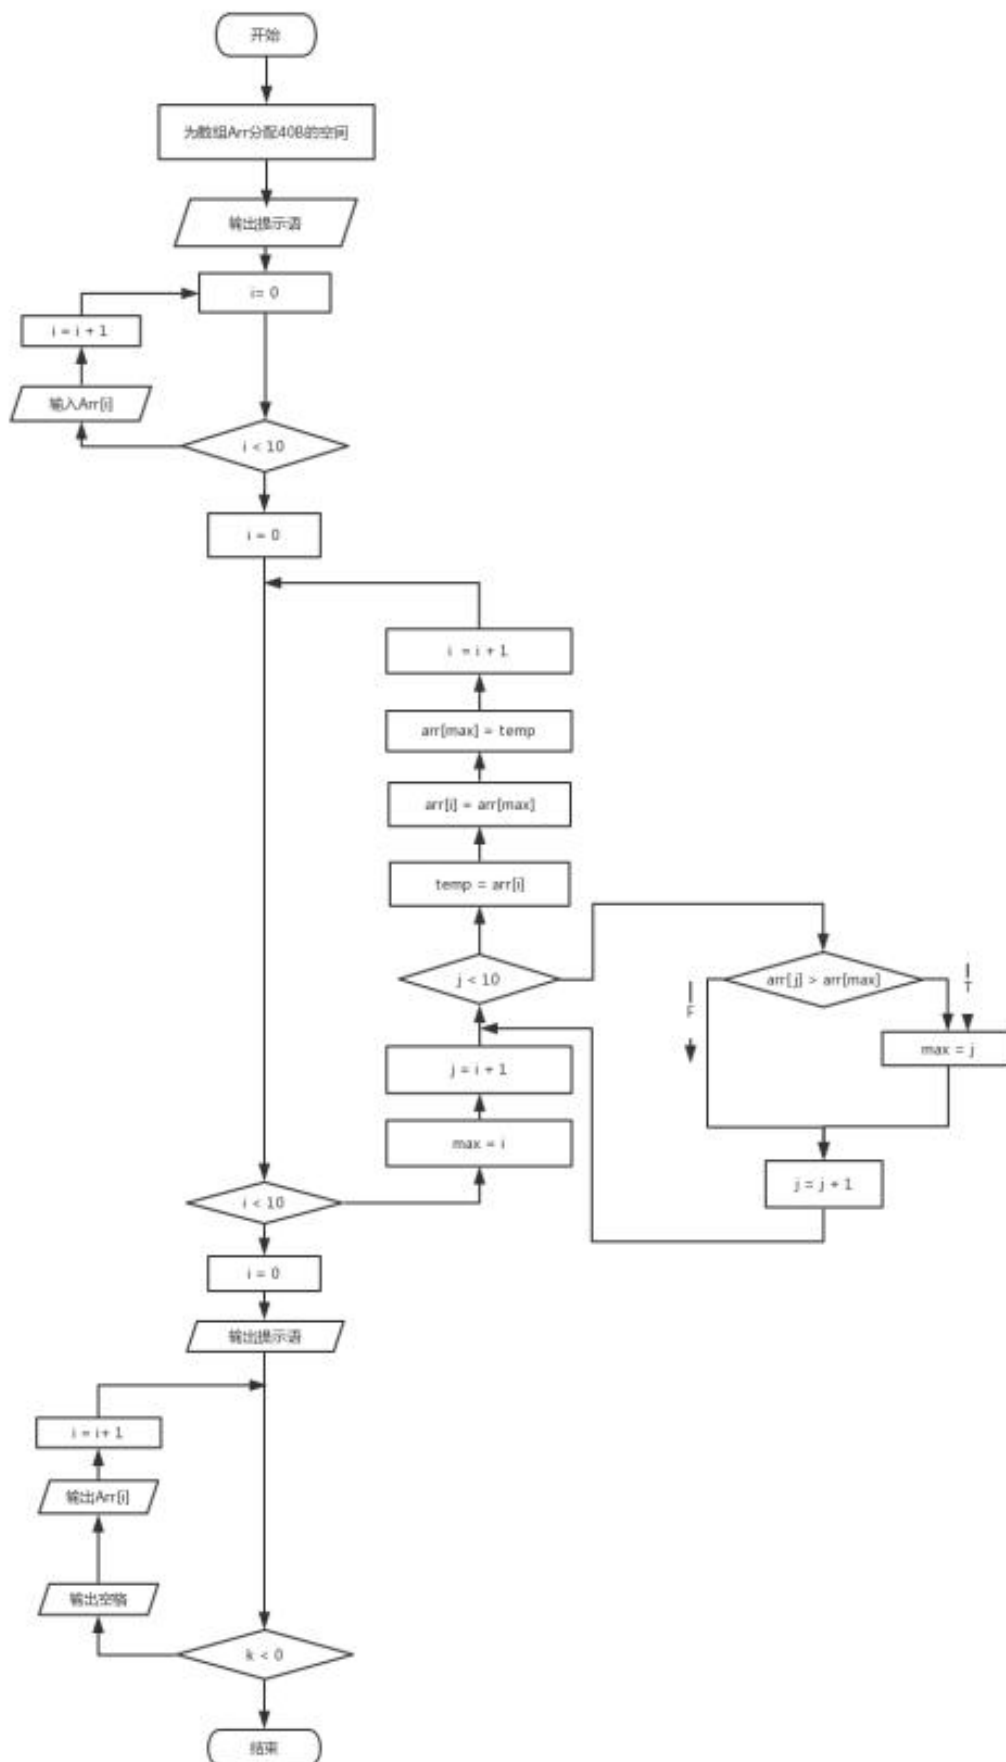 开始
为数组Arr分配40B的空间
输出提示语
i= 0
i = i + 1
输入Arr[i]
i < 10
i = 0
i = i + 1
arr[max] = temp
arr[i] = arr[max]
temp = arr[i]
j < 10
arr[j] > arr[max]
T
F
max = j
j = i + 1
max = i
j = j + 1
i < 10
i = 0
输出提示语
i = i+ 1
输出Arr[i]
输出空格
k < 0
结束